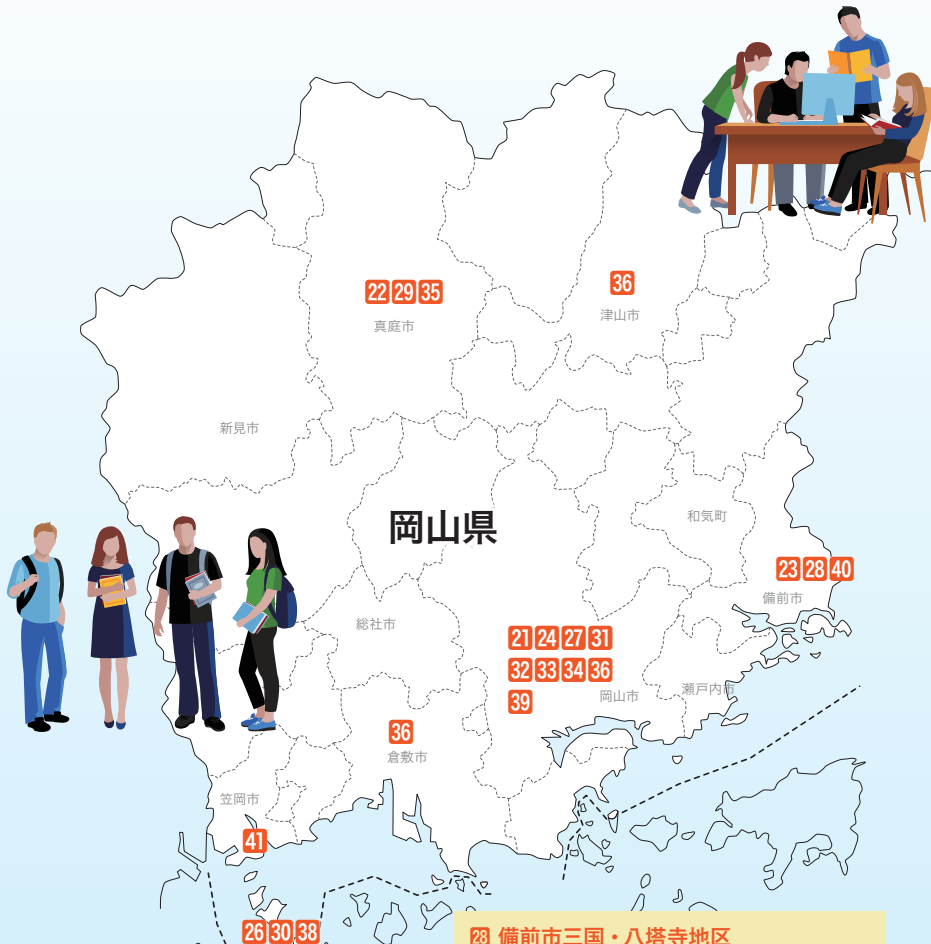 36
津山市
22 29 35
真庭市
新見市
岡山県
和気町
23 28 40
備前市
総社市
21 24 27 31
32 33 34 36
39
岡山市
瀬戸内市
36
倉敷市
笠岡市
41
26 30 38
28 備前市三国・八塔寺地区